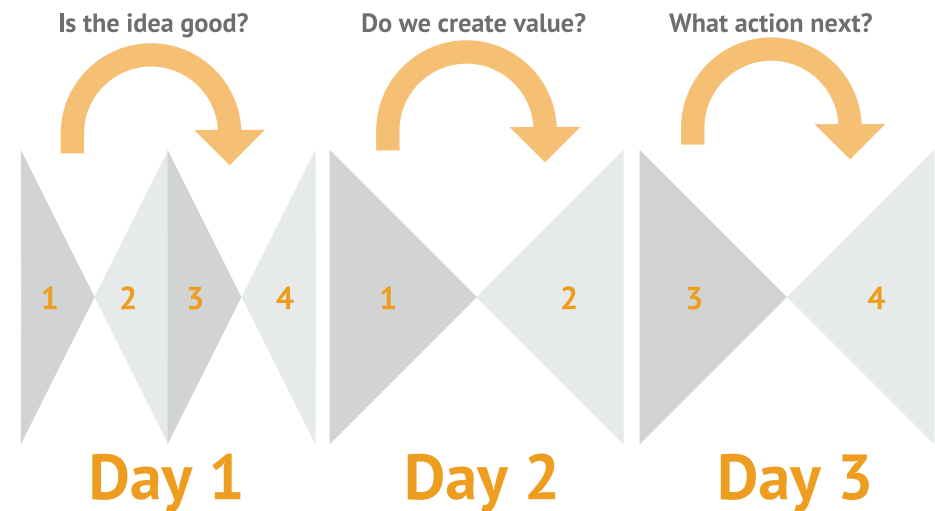 Is the idea good?
Do we create value?
What action next?
1
2
3
4
1
2
3
4
Day 1
Day 2
Day 3